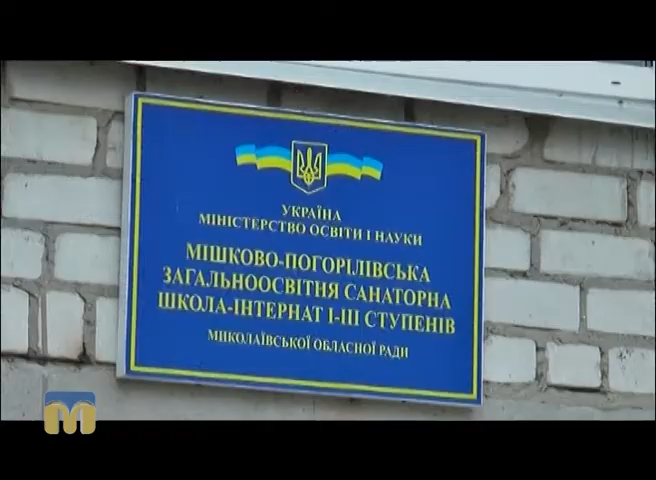 УКРАЇНА
МІНІСТЕРСТВО ОСВІТИ І НАУКИ
МІШКОВО-ПОГОРІЛІВСЬКА
ЗАГАЛЬНООСВІТНЯ САНАТОРНА
ШКОЛА-ІНТЕРНАТ І-ІІІ СТУПЕНІВ
МИКОЛАЇВСЬКОЇ ОБЛАСНОЇ РАДИ
M